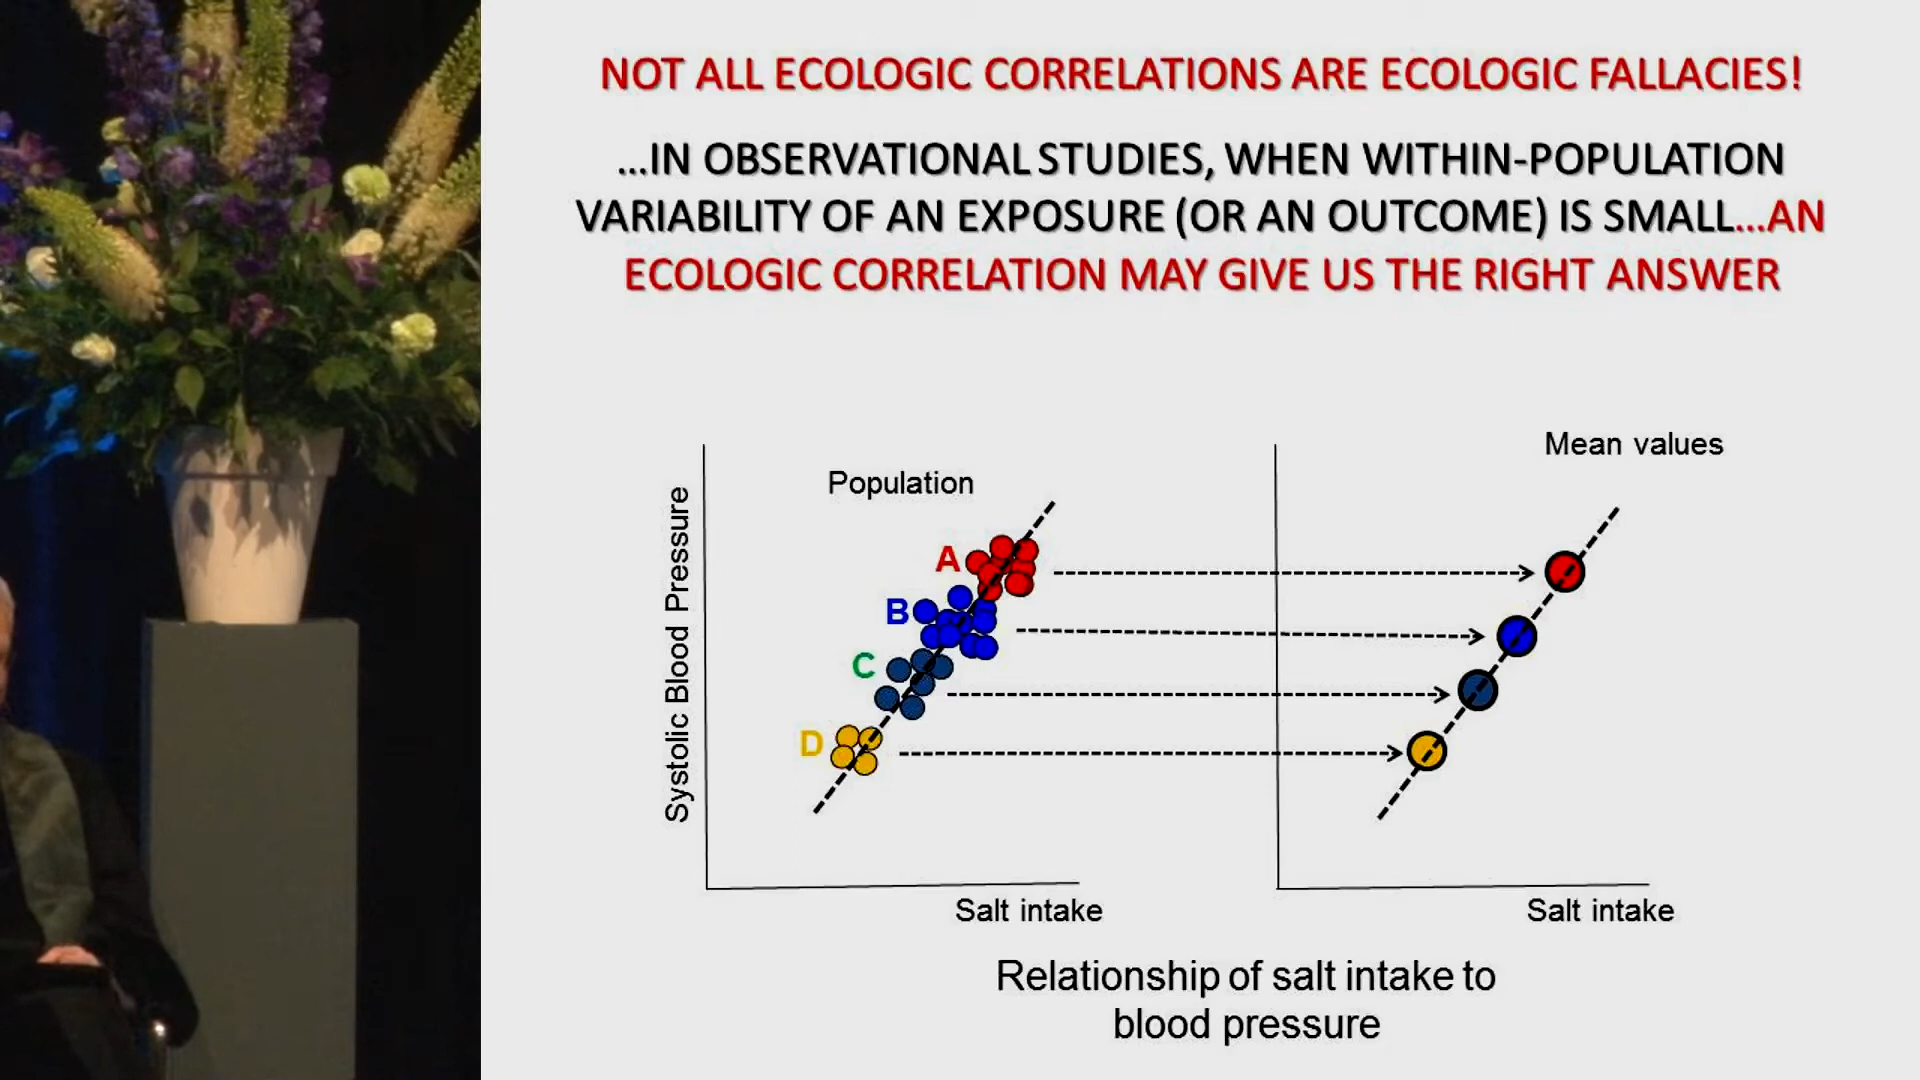 NOT ALL ECOLOGIC CORRELATIONS ARE ECOLOGIC FALLACIES!
...IN OBSERVATIONAL STUDIES, WHEN WITHIN-POPULATION
VARIABILITY OF AN EXPOSURE (OR AN OUTCOME) IS SMALL...AN
ECOLOGIC CORRELATION MAY GIVE US THE RIGHT ANSWER
Mean values
Population
A
B
C
D
Systolic Blood Pressure
Salt intake
Salt intake
Relationship of salt intake to
blood pressure